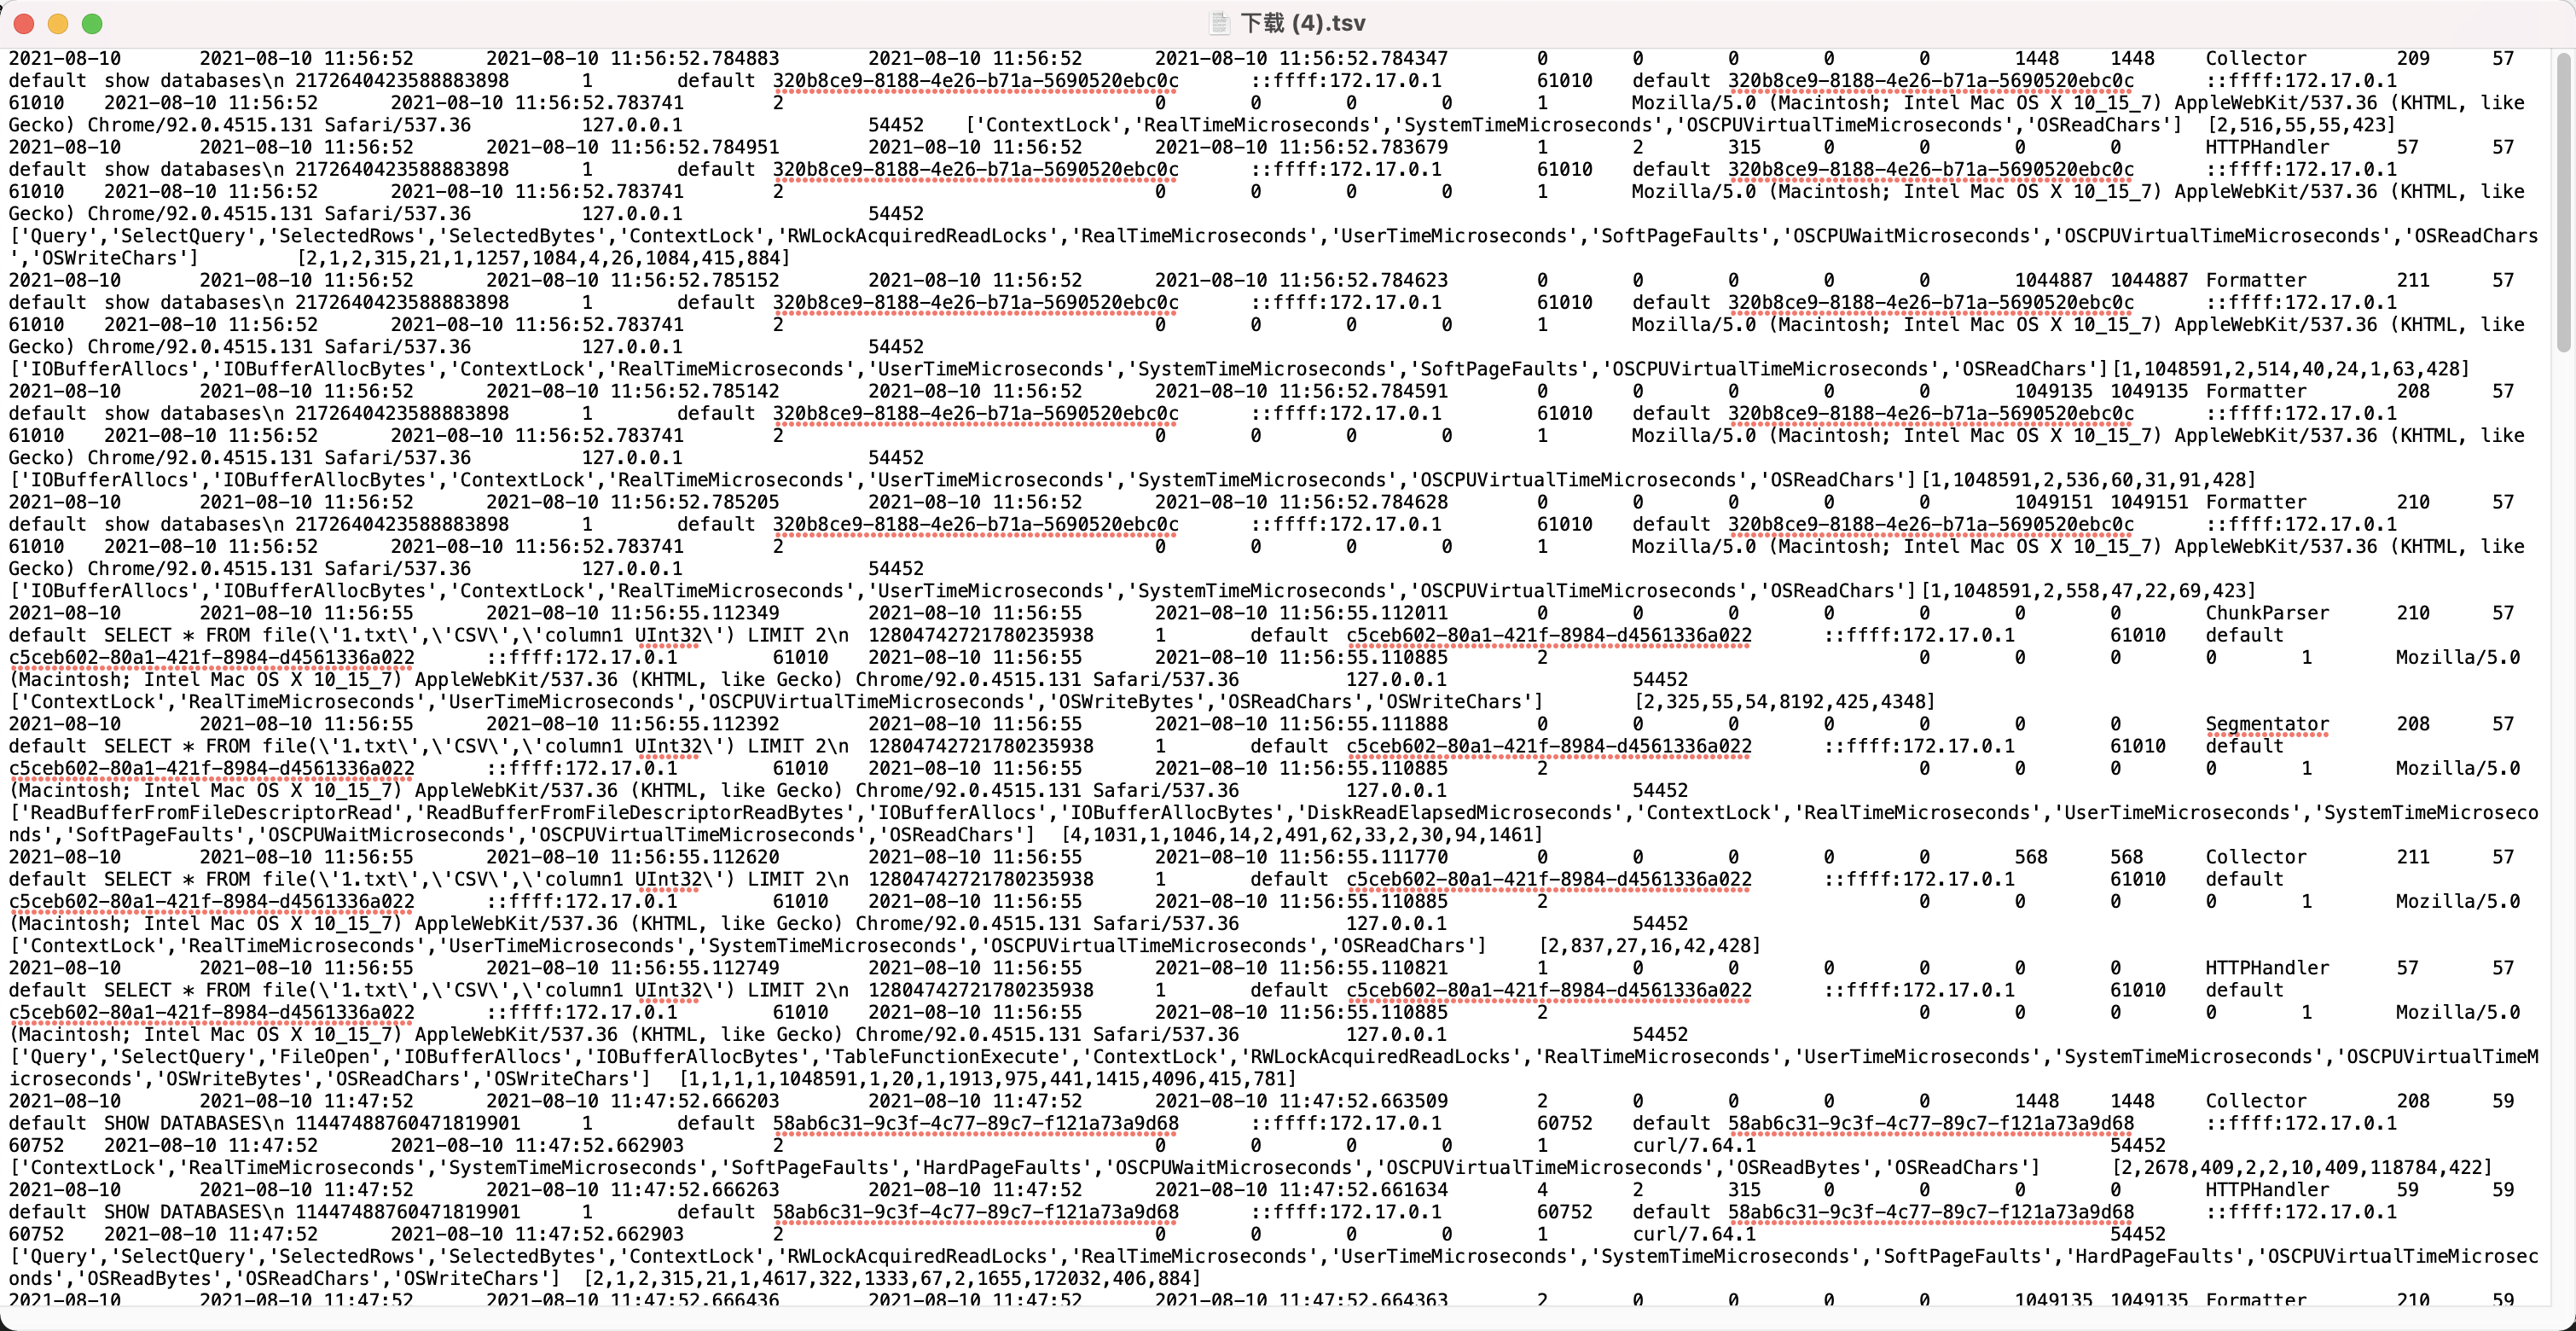 下载 (4).tsv
2021-08-10 2021-08-10 11:56:52 2021-08-10 11:56:52.784883 2021-08-10 11:56:52 2021-08-10 11:56:52.784347 0 0 0 0 0 1448 1448 Collector 209 57
default show databases\n 2172640423588883898 1 default 320b8ce9-8188-4e26-b71a-5690520ebc0c ::ffff:172.17.0.1 61010 default 320b8ce9-8188-4e26-b71a-5690520ebc0c ::ffff:172.17.0.1
61010 2021-08-10 11:56:52 2021-08-10 11:56:52.783741 2 0 0 0 0 1 Mozilla/5.0 (Macintosh; Intel Mac OS X 10_15_7) AppleWebKit/537.36 (KHTML, like
Gecko) Chrome/92.0.4515.131 Safari/537.36 127.0.0.1 54452 ['ContextLock','RealTimeMicroseconds','SystemTimeMicroseconds','OSCPUVirtualTimeMicroseconds','OSReadChars'] [2,516,55,55,423]
2021-08-10 2021-08-10 11:56:52 2021-08-10 11:56:52.784951 2021-08-10 11:56:52 2021-08-10 11:56:52.783679 1 2 315 0 0 0 0 HTTPHandler 57 57
default show databases\n 2172640423588883898 1 default 320b8ce9-8188-4e26-b71a-5690520ebc0c ::ffff:172.17.0.1 61010 default 320b8ce9-8188-4e26-b71a-5690520ebc0c ::ffff:172.17.0.1
61010 2021-08-10 11:56:52 2021-08-10 11:56:52.783741 2 0 0 0 0 1 Mozilla/5.0 (Macintosh; Intel Mac OS X 10_15_7) AppleWebKit/537.36 (KHTML, like
Gecko) Chrome/92.0.4515.131 Safari/537.36 127.0.0.1 54452
['Query','SelectQuery','SelectedRows','SelectedBytes','ContextLock','RWLockAcquiredReadLocks','RealTimeMicroseconds','UserTimeMicroseconds','SoftPageFaults','OSCPUWaitMicroseconds','OSCPUVirtualTimeMicroseconds','OSReadChars
','OSWriteChars'] [2,1,2,315,21,1,1257,1084,4,26,1084,415,884]
2021-08-10 2021-08-10 11:56:52 2021-08-10 11:56:52.785152 2021-08-10 11:56:52 2021-08-10 11:56:52.784623 0 0 0 0 0 1044887 1044887 Formatter 211 57
default show databases\n 2172640423588883898 1 default 320b8ce9-8188-4e26-b71a-5690520ebc0c ::ffff:172.17.0.1 61010 default 320b8ce9-8188-4e26-b71a-5690520ebc0c ::ffff:172.17.0.1
61010 2021-08-10 11:56:52 2021-08-10 11:56:52.783741 2 0 0 0 0 1 Mozilla/5.0 (Macintosh; Intel Mac OS X 10_15_7) AppleWebKit/537.36 (KHTML, like
Gecko) Chrome/92.0.4515.131 Safari/537.36 127.0.0.1 54452
['IOBufferAllocs','IOBufferAllocBytes','ContextLock','RealTimeMicroseconds','UserTimeMicroseconds','SystemTimeMicroseconds','SoftPageFaults','OSCPUVirtualTimeMicroseconds','OSReadChars'][1,1048591,2,514,40,24,1,63,428]
2021-08-10 2021-08-10 11:56:52 2021-08-10 11:56:52.785142 2021-08-10 11:56:52 2021-08-10 11:56:52.784591 0 0 0 0 0 1049135 1049135 Formatter 208 57
default show databases\n 2172640423588883898 1 default 320b8ce9-8188-4e26-b71a-5690520ebc0c ::ffff:172.17.0.1 61010 default 320b8ce9-8188-4e26-b71a-5690520ebc0c ::ffff:172.17.0.1
61010 2021-08-10 11:56:52 2021-08-10 11:56:52.783741 2 0 0 0 0 1 Mozilla/5.0 (Macintosh; Intel Mac OS X 10_15_7) AppleWebKit/537.36 (KHTML, like
Gecko) Chrome/92.0.4515.131 Safari/537.36 127.0.0.1 54452
['IOBufferAllocs','IOBufferAllocBytes','ContextLock','RealTimeMicroseconds','UserTimeMicroseconds','SystemTimeMicroseconds','OSCPUVirtualTimeMicroseconds','OSReadChars'][1,1048591,2,536,60,31,91,428]
2021-08-10 2021-08-10 11:56:52 2021-08-10 11:56:52.785205 2021-08-10 11:56:52 2021-08-10 11:56:52.784628 0 0 0 0 0 1049151 1049151 Formatter 210 57
default show databases\n 2172640423588883898 1 default 320b8ce9-8188-4e26-b71a-5690520ebc0c ::ffff:172.17.0.1 61010 default 320b8ce9-8188-4e26-b71a-5690520ebc0c ::ffff:172.17.0.1
61010 2021-08-10 11:56:52 2021-08-10 11:56:52.783741 2 0 0 0 0 1 Mozilla/5.0 (Macintosh; Intel Mac OS X 10_15_7) AppleWebKit/537.36 (KHTML, like
Gecko) Chrome/92.0.4515.131 Safari/537.36 127.0.0.1 54452
['IOBufferAllocs','IOBufferAllocBytes','ContextLock','RealTimeMicroseconds','UserTimeMicroseconds','SystemTimeMicroseconds','OSCPUVirtualTimeMicroseconds','OSReadChars'][1,1048591,2,558,47,22,69,423]
2021-08-10 2021-08-10 11:56:55 2021-08-10 11:56:55.112349 2021-08-10 11:56:55 2021-08-10 11:56:55.112011 0 0 0 0 0 0 0 ChunkParser 210 57
default SELECT * FROM file(\'1.txt\',\'CSV\',\'column1 UInt32\') LIMIT 2\n 12804742721780235938 1 default c5ceb602-80a1-421f-8984-d4561336a022 ::ffff:172.17.0.1 61010 default
c5ceb602-80a1-421f-8984-d4561336a022 ::ffff:172.17.0.1 61010 2021-08-10 11:56:55 2021-08-10 11:56:55.110885 2 0 0 0 0 1 Mozilla/5.0
(Macintosh; Intel Mac OS X 10_15_7) AppleWebKit/537.36 (KHTML, like Gecko) Chrome/92.0.4515.131 Safari/537.36 127.0.0.1 54452
['ContextLock','RealTimeMicroseconds','UserTimeMicroseconds','OSCPUVirtualTimeMicroseconds','OSWriteBytes','OSReadChars','OSWriteChars'] [2,325,55,54,8192,425,4348]
2021-08-10 2021-08-10 11:56:55 2021-08-10 11:56:55.112392 2021-08-10 11:56:55 2021-08-10 11:56:55.111888 0 0 0 0 0 0 0 Segmentator 208 57
default SELECT * FROM file(\'1.txt\',\'CSV\',\'column1 UInt32\') LIMIT 2\n 12804742721780235938 1 default c5ceb602-80a1-421f-8984-d4561336a022 ::ffff:172.17.0.1 61010 default
c5ceb602-80a1-421f-8984-d4561336a022 ::ffff:172.17.0.1 61010 2021-08-10 11:56:55 2021-08-10 11:56:55.110885 2 0 0 0 0 1 Mozilla/5.0
(Macintosh; Intel Mac OS X 10_15_7) AppleWebKit/537.36 (KHTML, like Gecko) Chrome/92.0.4515.131 Safari/537.36 127.0.0.1 54452
['ReadBufferFromFileDescriptorRead','ReadBufferFromFileDescriptorReadBytes','IOBufferAllocs','IOBufferAllocBytes','DiskReadElapsedMicroseconds','ContextLock','RealTimeMicroseconds','UserTimeMicroseconds','SystemTimeMicroseco
nds','SoftPageFaults','OSCPUWaitMicroseconds','OSCPUVirtualTimeMicroseconds','OSReadChars'] [4,1031,1,1046,14,2,491,62,33,2,30,94,1461]
2021-08-10 2021-08-10 11:56:55 2021-08-10 11:56:55.112620 2021-08-10 11:56:55 2021-08-10 11:56:55.111770 0 0 0 0 0 568 568 Collector 211 57
default SELECT * FROM file(\'1.txt\',\'CSV\',\'column1 UInt32\') LIMIT 2\n 12804742721780235938 1 default c5ceb602-80a1-421f-8984-d4561336a022 ::ffff:172.17.0.1 61010 default
c5ceb602-80a1-421f-8984-d4561336a022 ::ffff:172.17.0.1 61010 2021-08-10 11:56:55 2021-08-10 11:56:55.110885 2 0 0 0 0 1 Mozilla/5.0
(Macintosh; Intel Mac OS X 10_15_7) AppleWebKit/537.36 (KHTML, like Gecko) Chrome/92.0.4515.131 Safari/537.36 127.0.0.1 54452
['ContextLock','RealTimeMicroseconds','UserTimeMicroseconds','SystemTimeMicroseconds','OSCPUVirtualTimeMicroseconds','OSReadChars'] [2,837,27,16,42,428]
2021-08-10 2021-08-10 11:56:55 2021-08-10 11:56:55.112749 2021-08-10 11:56:55 2021-08-10 11:56:55.110821 1 0 0 0 0 0 0 HTTPHandler 57 57
default SELECT * FROM file(\'1.txt\',\'CSV\',\'column1 UInt32\') LIMIT 2\n 12804742721780235938 1 default c5ceb602-80a1-421f-8984-d4561336a022 ::ffff:172.17.0.1 61010 default
c5ceb602-80a1-421f-8984-d4561336a022 ::ffff:172.17.0.1 61010 2021-08-10 11:56:55 2021-08-10 11:56:55.110885 2 0 0 0 0 1 Mozilla/5.0
(Macintosh; Intel Mac OS X 10_15_7) AppleWebKit/537.36 (KHTML, like Gecko) Chrome/92.0.4515.131 Safari/537.36 127.0.0.1 54452
['Query','SelectQuery','FileOpen','IOBufferAllocs','IOBufferAllocBytes','TableFunctionExecute','ContextLock','RWLockAcquiredReadLocks','RealTimeMicroseconds','UserTimeMicroseconds','SystemTimeMicroseconds','OSCPUVirtualTimeM
icroseconds','OSWriteBytes','OSReadChars','OSWriteChars'] [1,1,1,1,1048591,1,20,1,1913,975,441,1415,4096,415,781]
2021-08-10 2021-08-10 11:47:52 2021-08-10 11:47:52.666203 2021-08-10 11:47:52 2021-08-10 11:47:52.663509 2 0 0 0 0 1448 1448 Collector 208 59
default SHOW DATABASES\n 11447488760471819901 1 default 58ab6c31-9c3f-4c77-89c7-f121a73a9d68 ::ffff:172.17.0.1 60752 default 58ab6c31-9c3f-4c77-89c7-f121a73a9d68 ::ffff:172.17.0.1
60752 2021-08-10 11:47:52 2021-08-10 11:47:52.662903 2 0 0 0 0 1 curl/7.64.1 54452
['ContextLock','RealTimeMicroseconds','SystemTimeMicroseconds','SoftPageFaults','HardPageFaults','OSCPUWaitMicroseconds','OSCPUVirtualTimeMicroseconds','OSReadBytes','OSReadChars'] [2,2678,409,2,2,10,409,118784,422]
2021-08-10 2021-08-10 11:47:52 2021-08-10 11:47:52.666263 2021-08-10 11:47:52 2021-08-10 11:47:52.661634 4 2 315 0 0 0 0 HTTPHandler 59 59
default SHOW DATABASES\n 11447488760471819901 1 default 58ab6c31-9c3f-4c77-89c7-f121a73a9d68 ::ffff:172.17.0.1 60752 default 58ab6c31-9c3f-4c77-89c7-f121a73a9d68 ::ffff:172.17.0.1
60752 2021-08-10 11:47:52 2021-08-10 11:47:52.662903 2 0 0 0 0 1 curl/7.64.1 54452
['Query','SelectQuery','SelectedRows','SelectedBytes','ContextLock','RWLockAcquiredReadLocks','RealTimeMicroseconds','UserTimeMicroseconds','SystemTimeMicroseconds','SoftPageFaults','HardPageFaults','OSCPUVirtualTimeMicrosec
onds','OSReadBytes','OSReadChars','OSWriteChars'] [2,1,2,315,21,1,4617,322,1333,67,2,1655,172032,406,884]
2021-08-10 2021-08-10 11:47:52 2021-08-10 11:47:52.666436 2021-08-10 11:47:52 2021-08-10 11:47:52.664363 2 0 0 0 0 1049135 1049135 Formatter 210 59